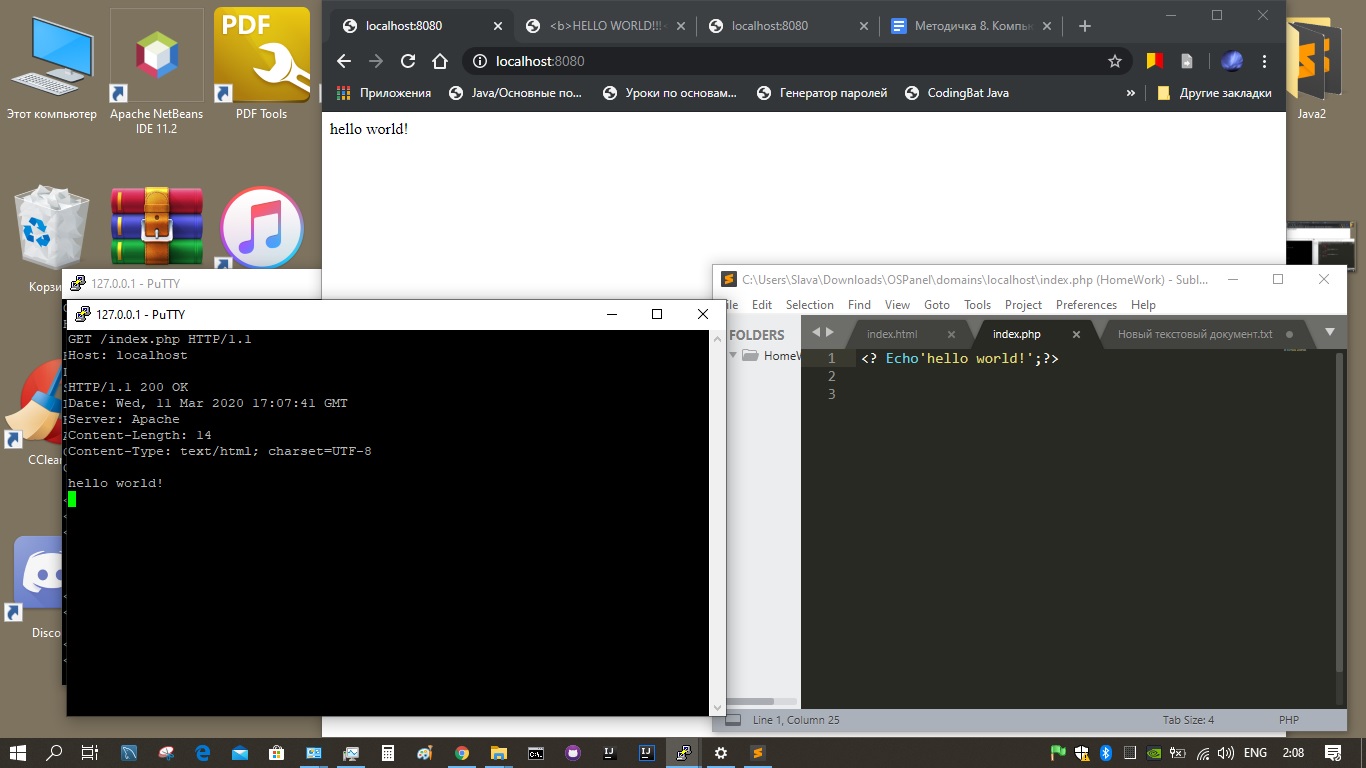 Этот компьютер
Apache NetBeans
IDE 11.2
PDF
PDF Tools
Корзи
CClea
Disco
Java2
localhost:8080
<b>HELLO WORLD!!!<
localhost:8080
Методичка 8. Компью
localhost:8080
Приложения
Java/Основные по...
Уроки по основам...
Генератор паролей
CodingBat Java
»
Другие закладки
hello world!
127.0.0.1 - PuTTY
127.0.0.1 - PuTTY
GET /index.php HTTP/1.1
Host: localhost
HTTP/1.1 200 OK
Date: Wed, 11 Mar 2020 17:07:41 GMT
Server: Apache
Content-Length: 14
Content-Type: text/html; charset=UTF-8
hello world!
C:\Users\Slava\Downloads\OSPanel\domains\localhost\index.php (HomeWork) - Subl...
ile Edit Selection Find View Goto Tools Project Preferences Help
FOLDERS
HomeW
index.html
index.php
Новый текстовый документ.txt
1 <? Echo'hello world!';?>
2
3
Line 1, Column 25
Tab Size: 4
PHP
ENG
2:08